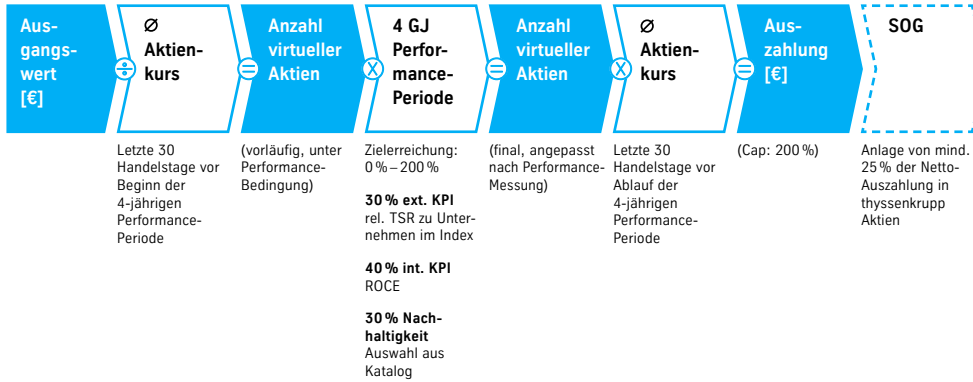 Aus-
gangs-
wert
[€]
÷
Ø
Aktien-
kurs
=
Anzahl
virtueller
Aktien
X
4 GJ
Perfor-
mance-
Periode
=
Anzahl
virtueller
Aktien
X
Ø
Aktien-
kurs
=
Aus-
zahlung
[€]
SOG
Letzte 30
Handelstage vor
Beginn der
4-jährigen
Performance-
Periode
(vorläufig, unter
Performance-
Bedingung)
Zielerreichung:
0 % – 200 %
30 % ext. KPI
rel. TSR zu Unter-
nehmen im Index
40 % int. KPI
ROCE
30 % Nach-
haltigkeit
Auswahl aus
Katalog
(final, angepasst
nach Performance-
Messung)
Letzte 30
Handelstage vor
Ablauf der
4-jährigen
Performance-
Periode
(Cap: 200 %)
Anlage von mind.
25 % der Netto-
Auszahlung in
thyssenkrupp
Aktien